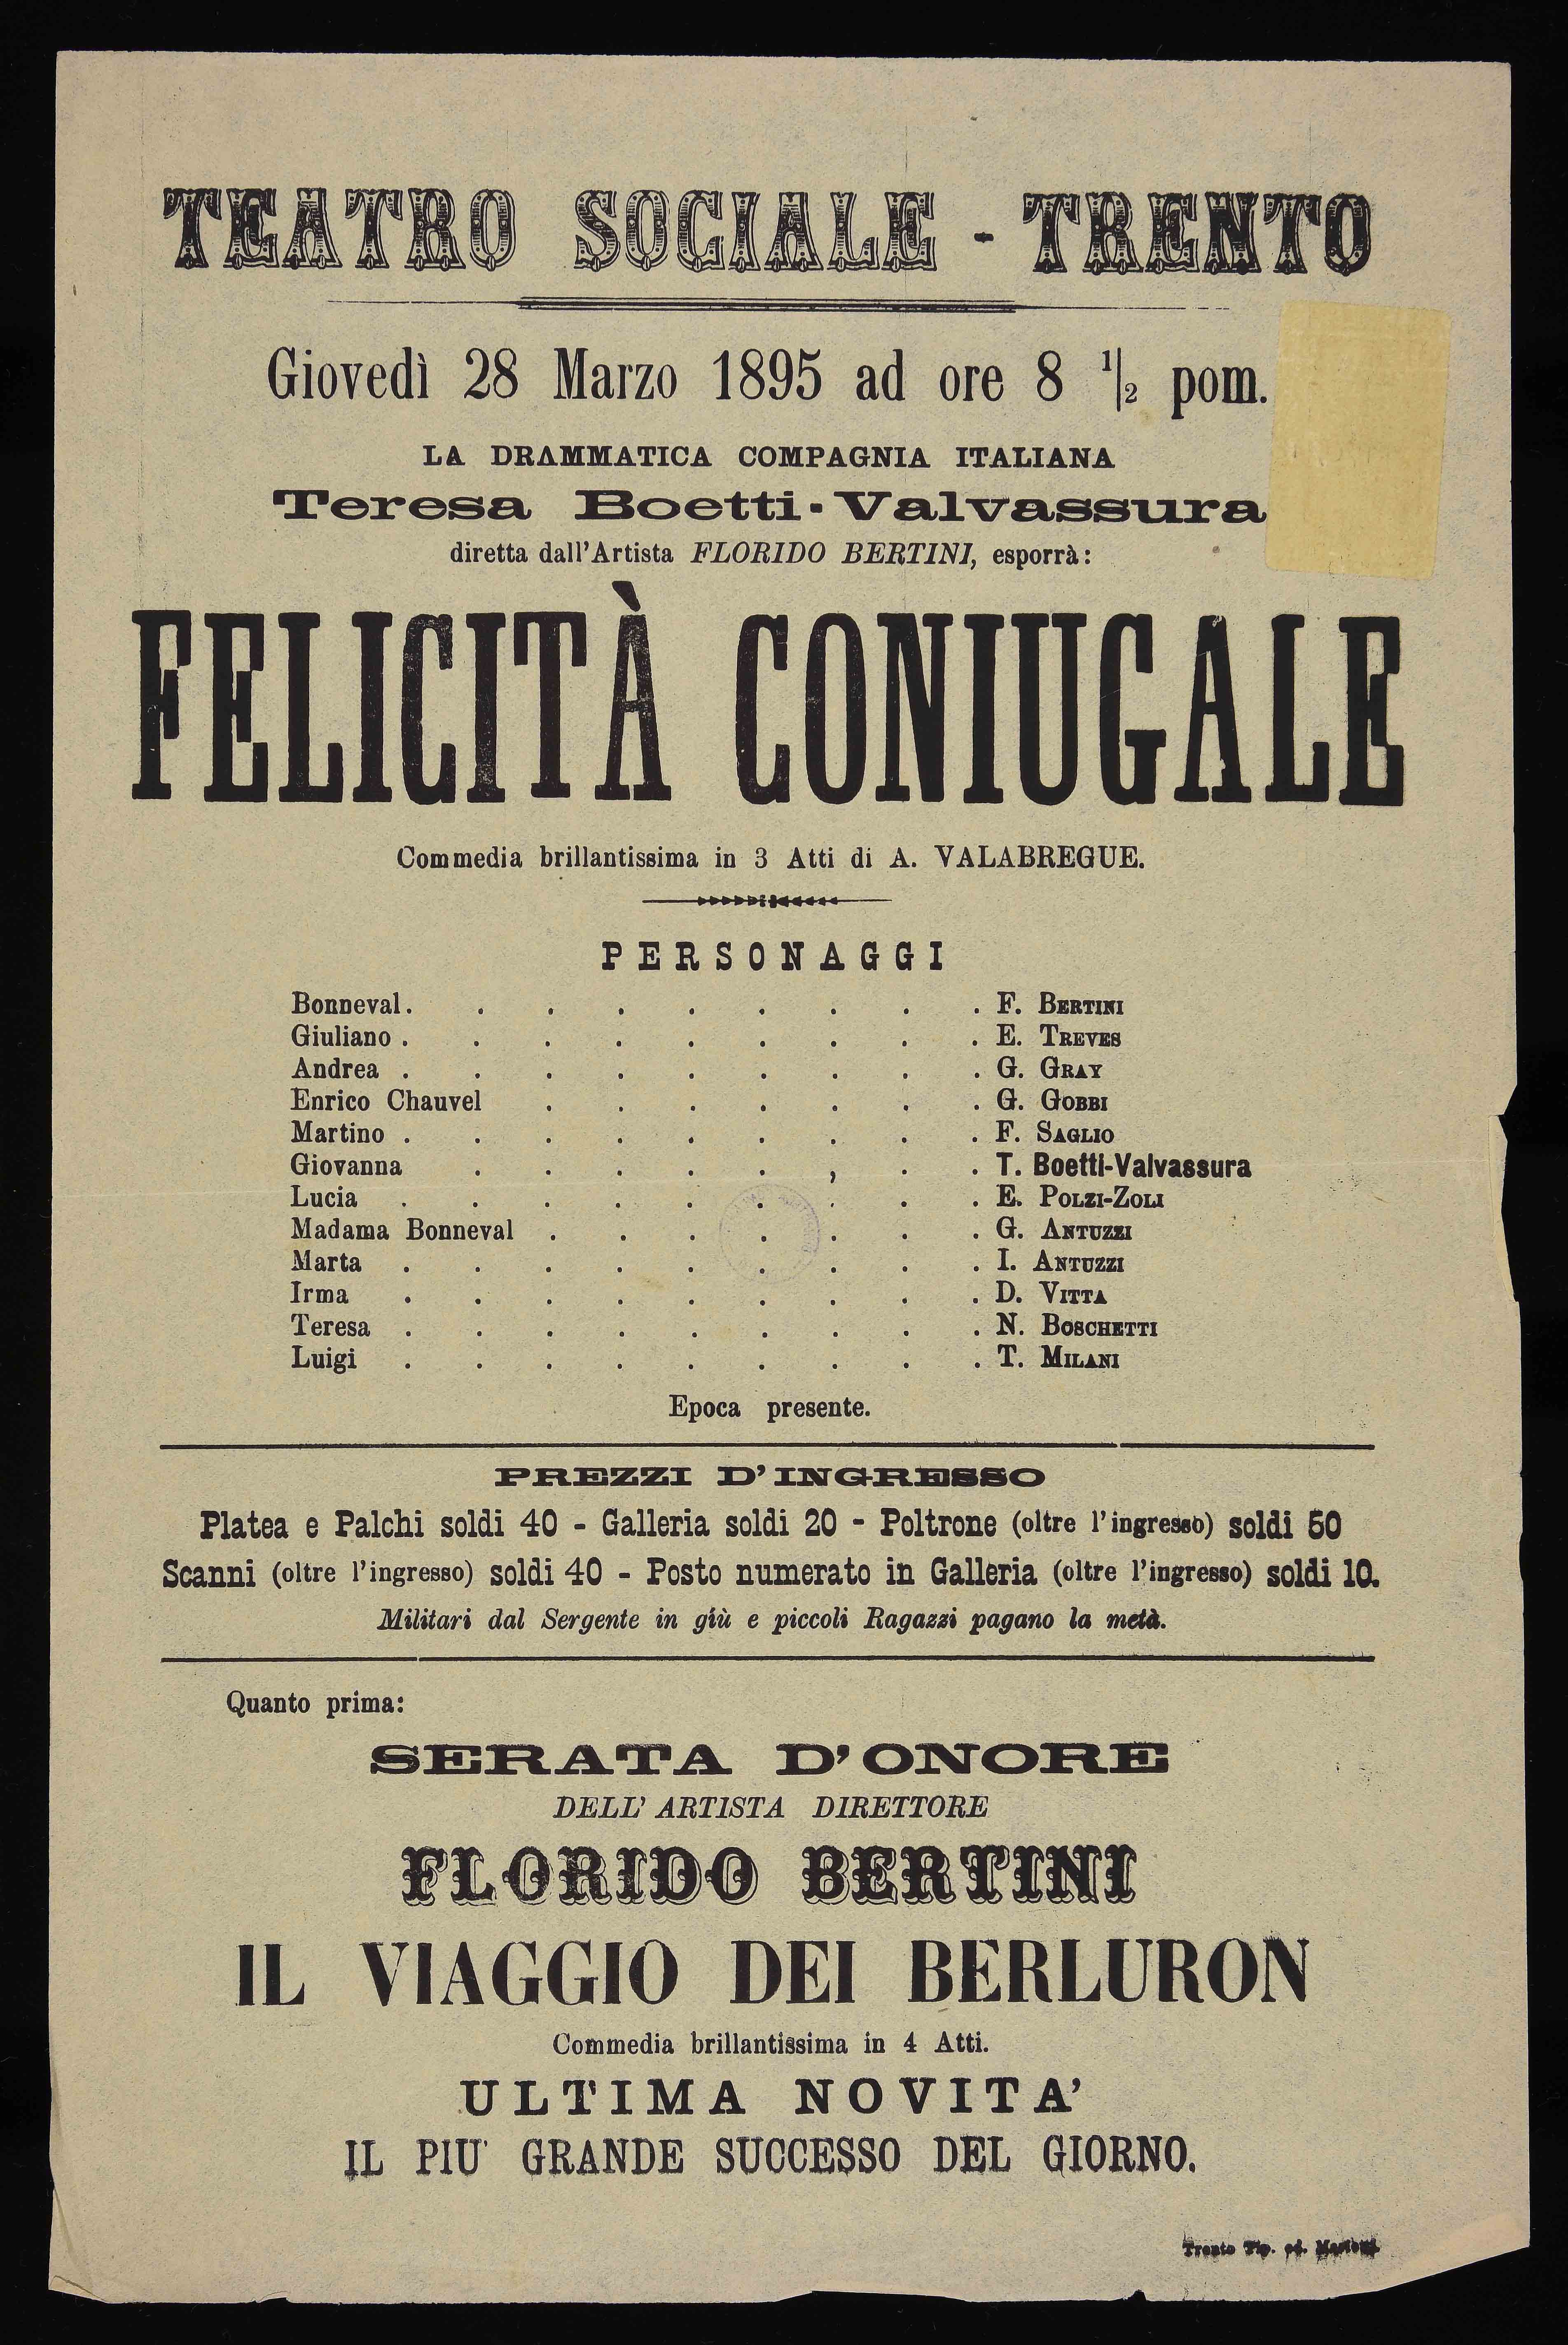 TEATRO SOCIALE - TRENTO
Giovedì 28 Marzo 1895 ad ore 8 1/2 pom.
LA DRAMMATICA COMPAGNIA ITALIANA
Teresa Boetti-Valvassura
diretta dall'Artista FLORIDO BERTINI, esporrà:
FELICITÀ CONIUGALE
Commedia brillantissima in 3 Atti di A. VALABREGUE.
PERSONAGGI
Bonneval. . . . . . . . . F. BERTINI
Giuliano . . . . . . . . . E. TREVES
Andrea . . . . . . . . . G. GRAY
Enrico Chauvel . . . . . . . G. GOBBI
Martino . . . . . . . . . F. SAGLIO
Giovanna . . . . . , . . T. Boetti-Valvassura
Lucia . . . . . . . . . E. POLZI-ZOLI
Madama Bonneval . . . . . . . G. ANTUZZI
Marta . . . . . . . . . I. ANTUZZI
Irma . . . . . . . . . D. VITTA
Teresa . . . . . . . . . N. BOSCHETTI
Luigi . . . . . . . . . T. MILANI
Epoca presente.
PREZZI D'INGRESSO
Platea e Palchi soldi 40 - Galleria soldi 20 - Poltrone (oltre l'ingresso) soldi 50
Scanni (oltre l'ingresso) soldi 40 - Posto numerato in Galleria (oltre l'ingresso) soldi 10.
Militari dal Sergente in giù e piccoli Ragazzi pagano la metà.
Quanto prima:
SERATA D'ONORE
DELL' ARTISTA DIRETTORE
FLORIDO BERTINI
IL VIAGGIO DEI BERLURON
Commedia brillantissima in 4 Atti.
ULTIMA NOVITA'
IL PIU' GRANDE SUCCESSO DEL GIORNO.
Trento Tip. ed.